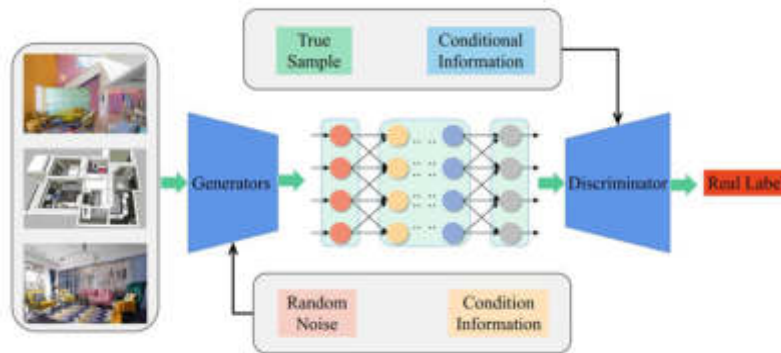 True
Sample
Conditional
Information
Generators
Discriminator
Real Labe
Random
Noise
Condition
Information